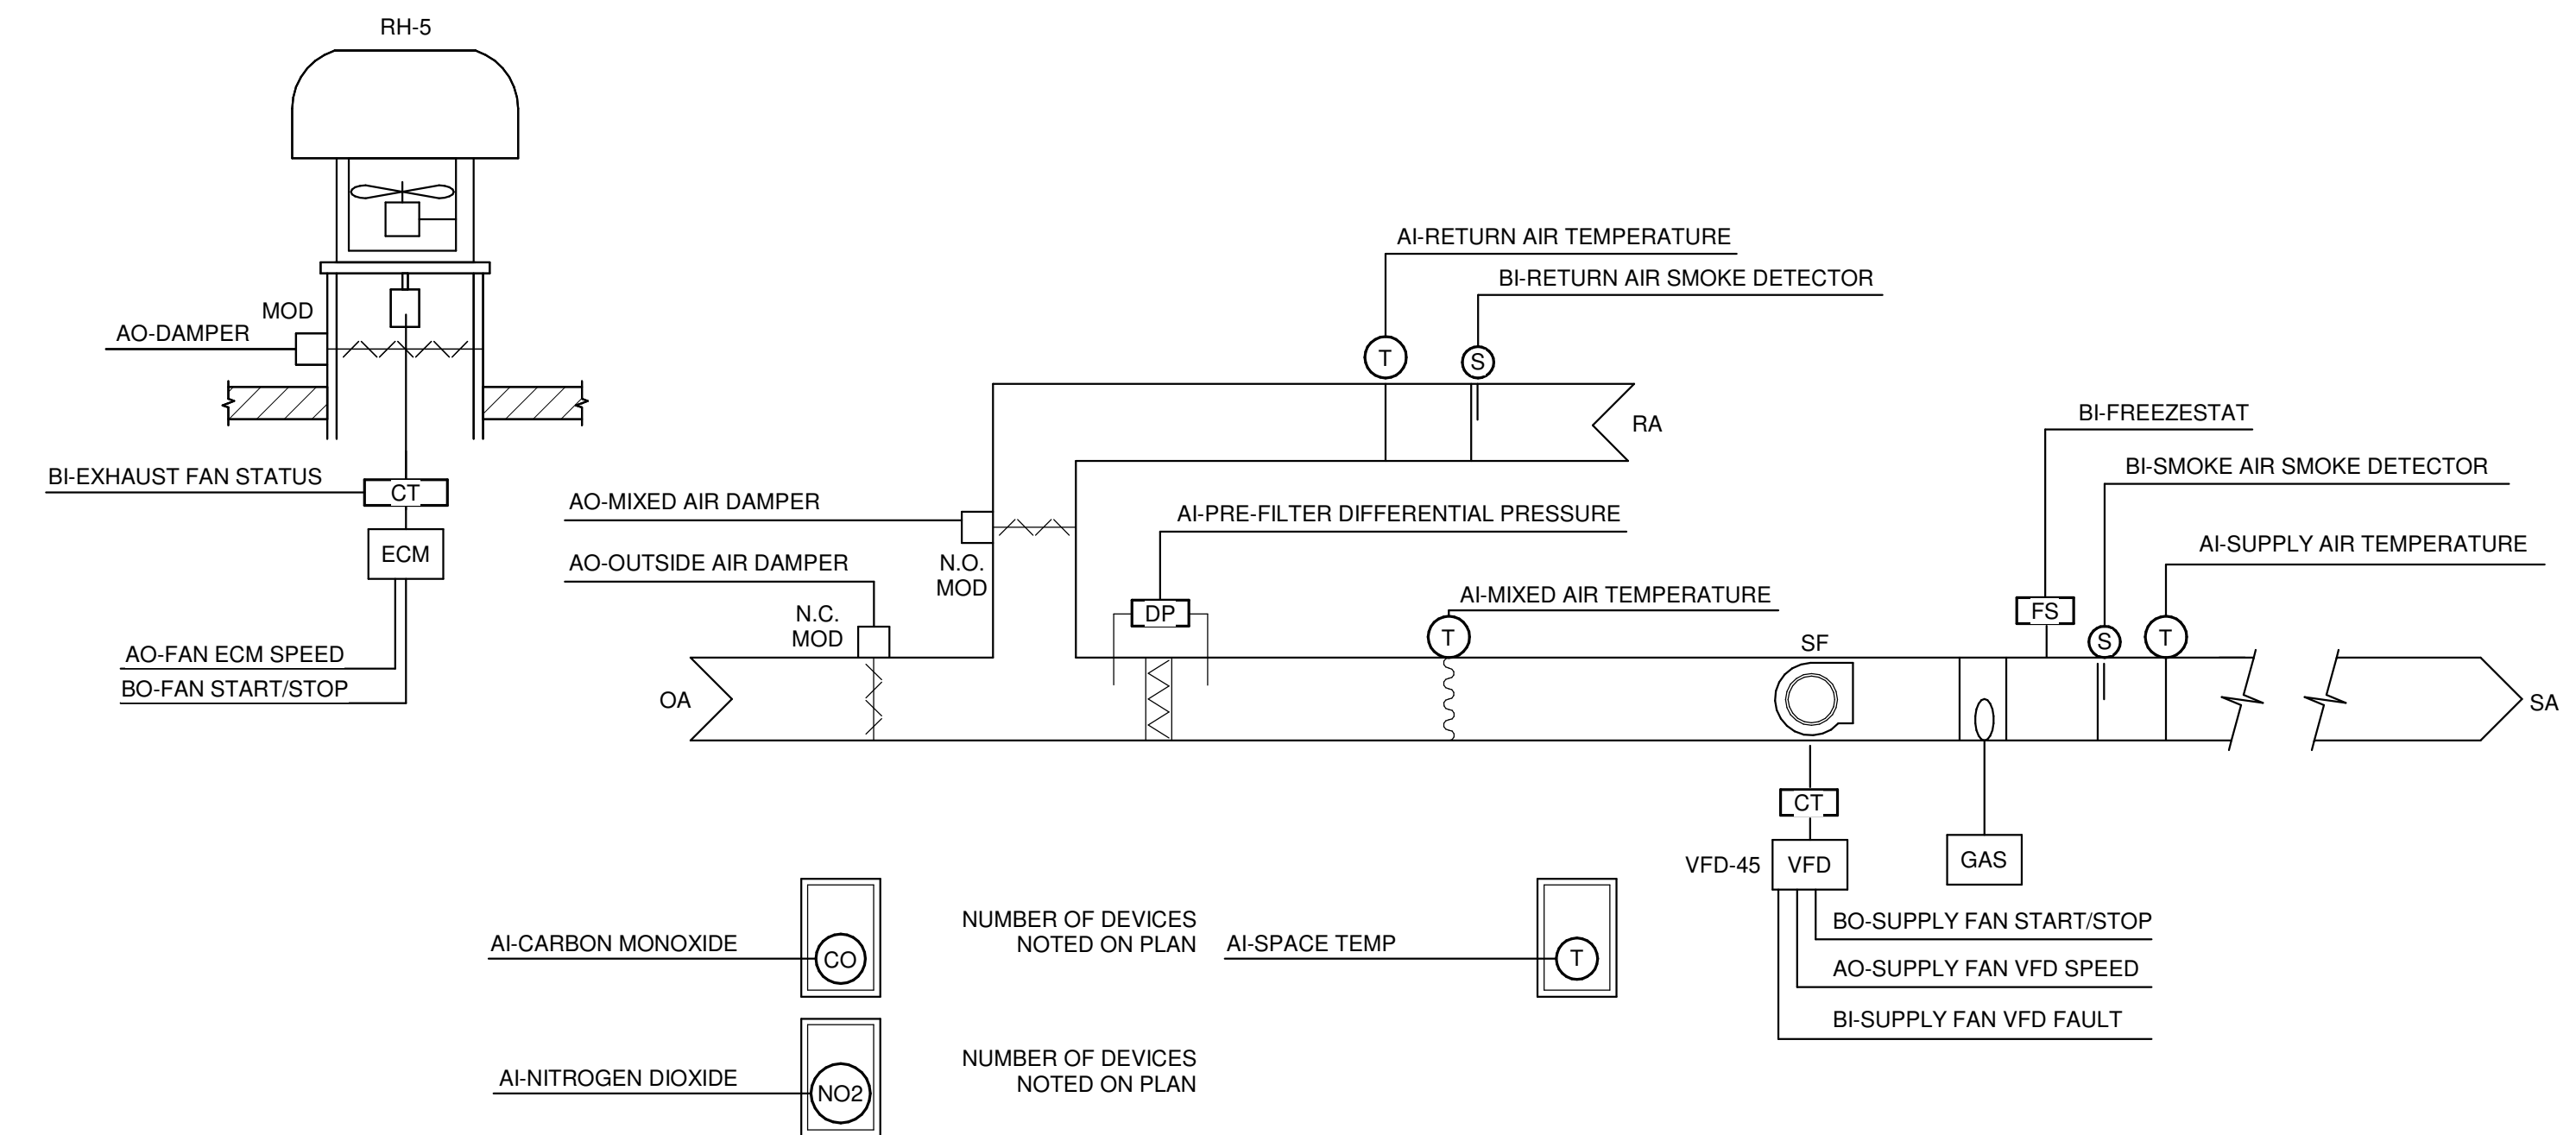 RH-5
AI-RETURN AIR TEMPERATURE
BI-RETURN AIR SMOKE DETECTOR
MOD
AO-DAMPER
T
S
RA
BI-FREEZESTAT
BI-SMOKE AIR SMOKE DETECTOR
BI-EXHAUST FAN STATUS
CT
AO-MIXED AIR DAMPER
AI-PRE-FILTER DIFFERENTIAL PRESSURE
ECM
AI-SUPPLY AIR TEMPERATURE
AO-OUTSIDE AIR DAMPER
N.O.
MOD
AI-MIXED AIR TEMPERATURE
N.C.
MOD
DP
FS
T
SF
S
T
AO-FAN ECM SPEED
BO-FAN START/STOP
OA
SA
CT
VFD-45
VFD
GAS
NUMBER OF DEVICES
NOTED ON PLAN
AI-CARBON MONOXIDE
CO
AI-SPACE TEMP
T
BO-SUPPLY FAN START/STOP
AO-SUPPLY FAN VFD SPEED
BI-SUPPLY FAN VFD FAULT
NUMBER OF DEVICES
NOTED ON PLAN
AI-NITROGEN DIOXIDE
NO2